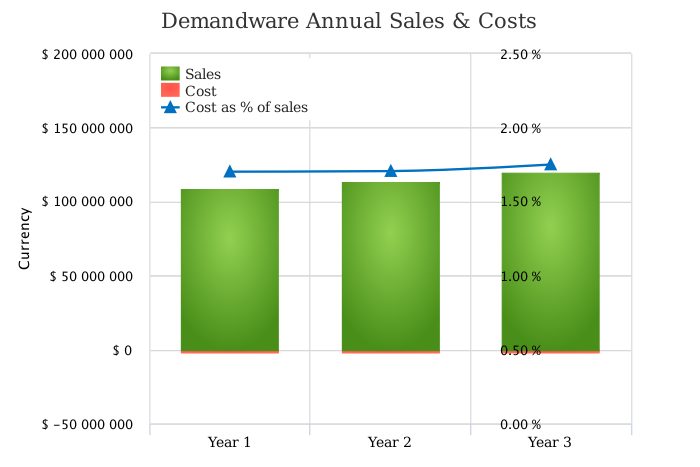 Demandware Annual Sales & Costs
$ 200 000 000
$ 150 000 000
$ 100 000 000
$ 50 000 000
$ 0
$ −50 000 000
Currency
Sales
Cost
Cost as % of sales
2.50 %
2.00 %
1.50 %
1.00 %
0.50 %
0.00 %
Year 1
Year 2
Year 3